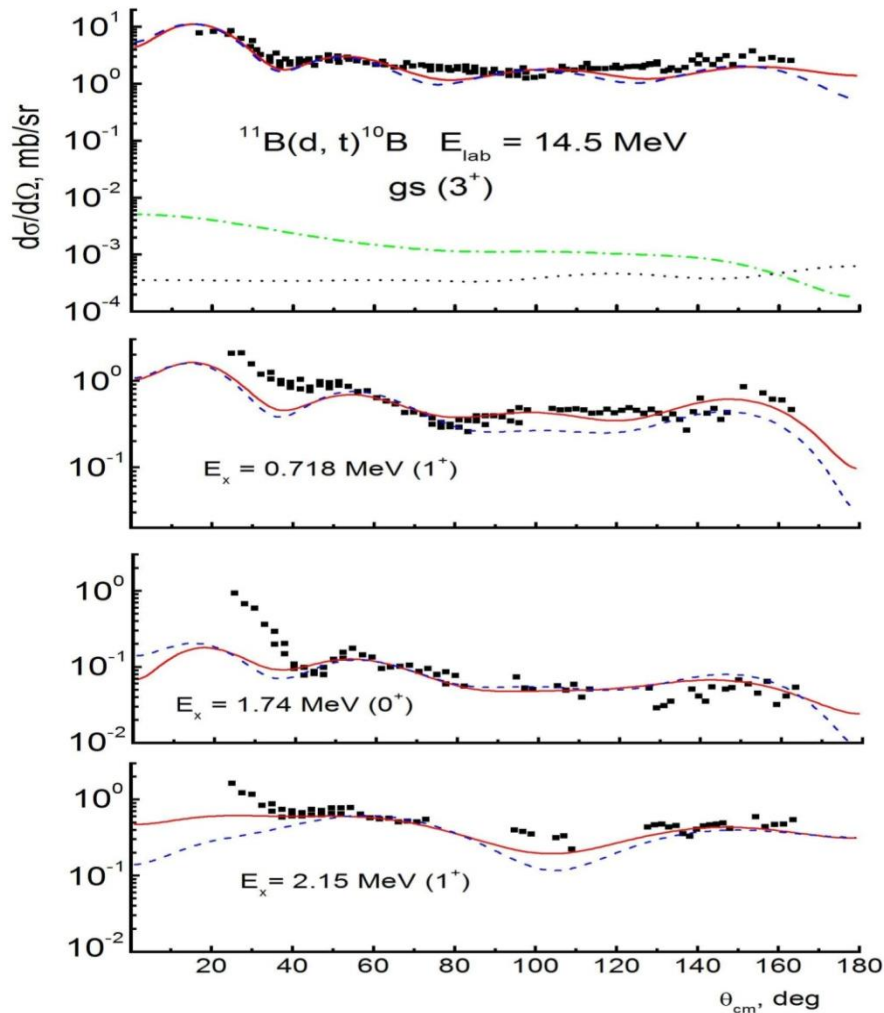 10¹
10⁰
10⁻¹
10⁻²
10⁻³
10⁻⁴
dσ/dΩ, mb/sr
¹¹B(d, t)¹⁰B E_lab = 14.5 MeV
gs (3⁺)
10⁰
10⁻¹
E_x = 0.718 MeV (1⁺)
10⁰
10⁻¹
10⁻²
E_x = 1.74 MeV (0⁺)
10⁰
10⁻¹
10⁻²
E_x= 2.15 MeV (1⁺)
20 40 60 80 100 120 140 160 180
θ_cm, deg